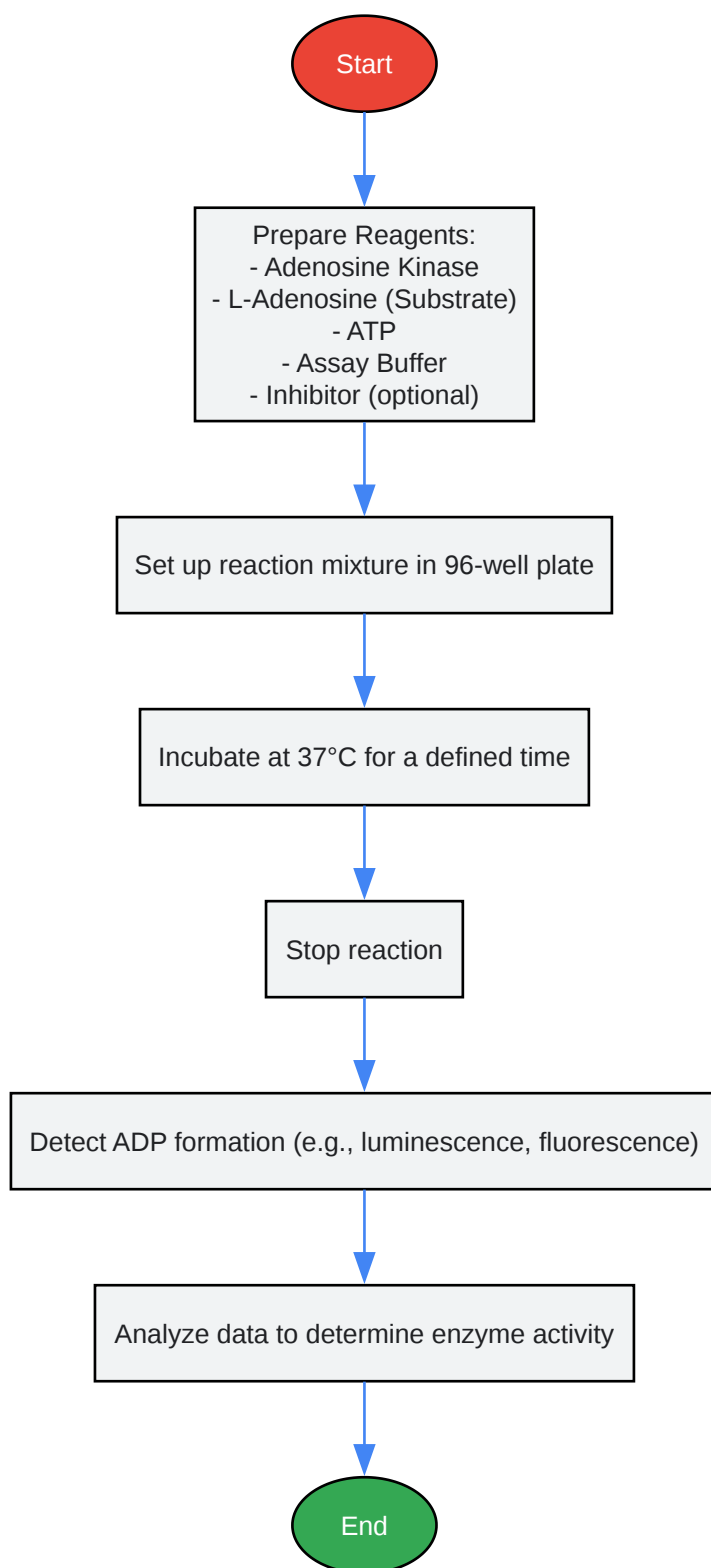 Start
Prepare Reagents:
- Adenosine Kinase
- L-Adenosine (Substrate)
- ATP
- Assay Buffer
- Inhibitor (optional)
Set up reaction mixture in 96-well plate
Incubate at 37°C for a defined time
Stop reaction
Detect ADP formation (e.g., luminescence, fluorescence)
Analyze data to determine enzyme activity
End